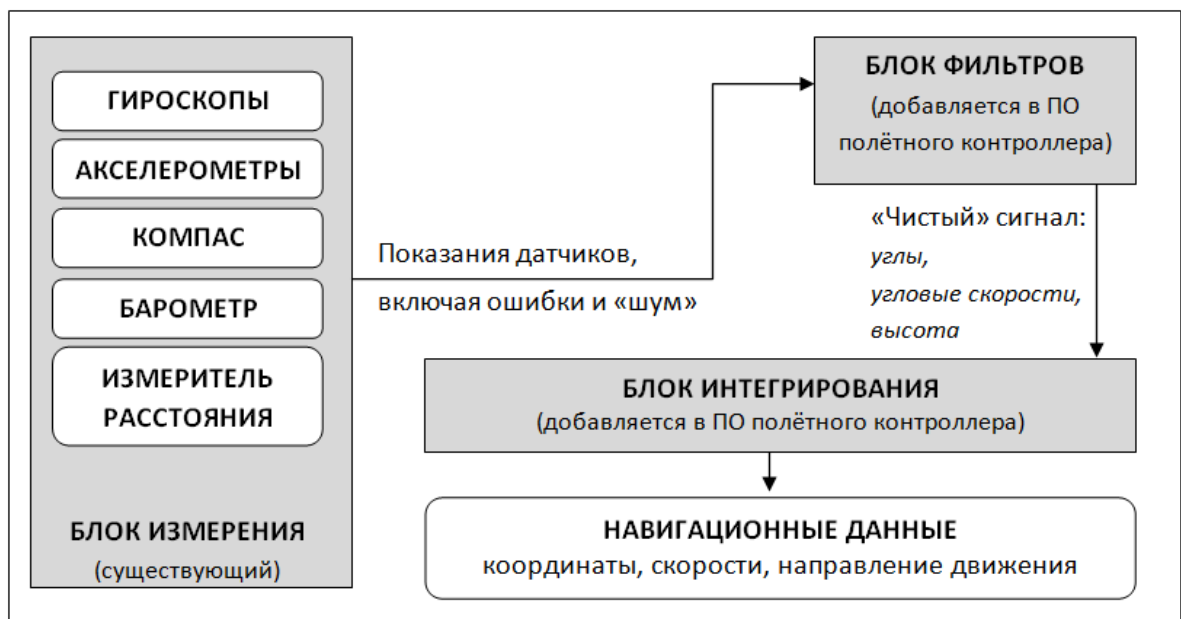 ГИРОСКОПЫ
АКСЕЛЕРОМЕТРЫ
КОМПАС
БАРОМЕТР
ИЗМЕРИТЕЛЬ
РАССТОЯНИЯ
БЛОК ИЗМЕРЕНИЯ
(существующий)
Показания датчиков,
включая ошибки и «шум»
БЛОК ФИЛЬТРОВ
(добавляется в ПО
полётного контроллера)
«Чистый» сигнал:
углы,
угловые скорости,
высота
БЛОК ИНТЕГРИРОВАНИЯ
(добавляется в ПО полётного контроллера)
НАВИГАЦИОННЫЕ ДАННЫЕ
координаты, скорости, направление движения